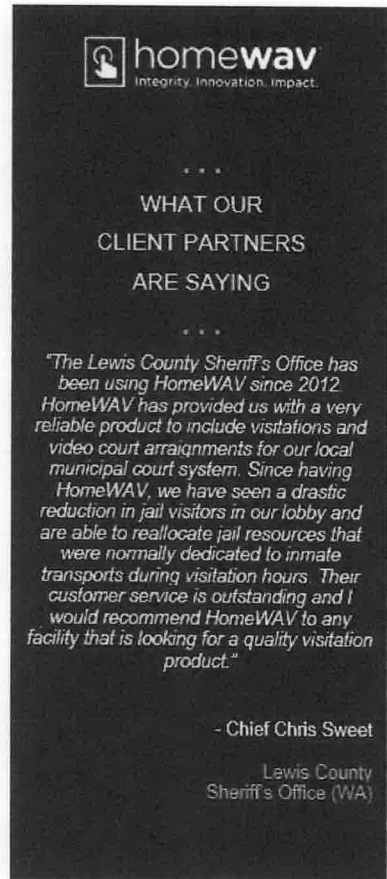 homewav
Integrity. Innovation. Impact.
WHAT OUR
CLIENT PARTNERS
ARE SAYING
"The Lewis County Sheriff's Office has
been using HomeWAV since 2012.
HomeWAV has provided us with a very
reliable product to include visitations and
video court arraignments for our local
municipal court system. Since having
HomeWAV, we have seen a drastic
reduction in jail visitors in our lobby and
are able to reallocate jail resources that
were normally dedicated to inmate
transports during visitation hours. Their
customer service is outstanding and I
would recommend HomeWAV to any
facility that is looking for a quality visitation
product."
- Chief Chris Sweet
Lewis County
Sheriff's Office (WA)